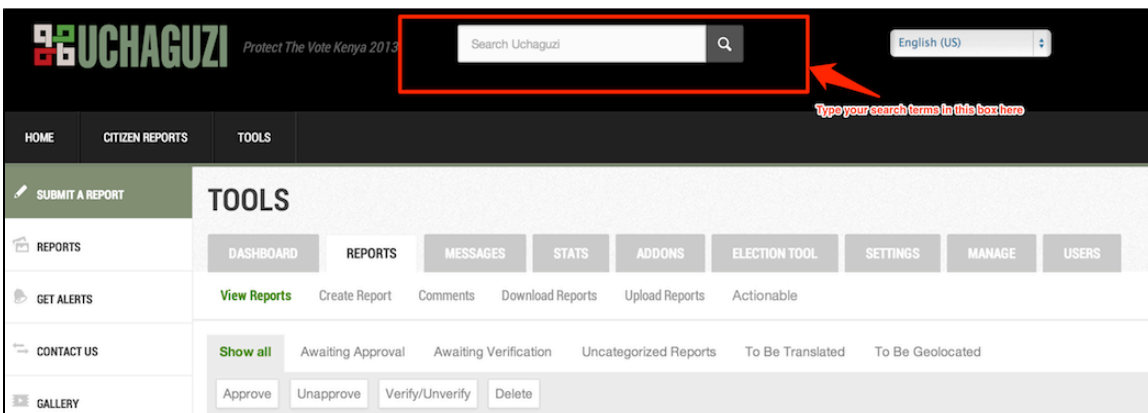 UCHAGUZI Protect The Vote Kenya 2013
Search Uchaguzi
English (US)
Type your search terms in this box here
HOME CITIZEN REPORTS TOOLS
SUBMIT A REPORT
REPORTS
GET ALERTS
CONTACT US
GALLERY
TOOLS
DASHBOARD REPORTS MESSAGES STATS ADDONS ELECTION TOOL SETTINGS MANAGE USERS
View Reports Create Report Comments Download Reports Upload Reports Actionable
Show all Awaiting Approval Awaiting Verification Uncategorized Reports To Be Translated To Be Geolocated
Approve Unapprove Verify/Unverify Delete